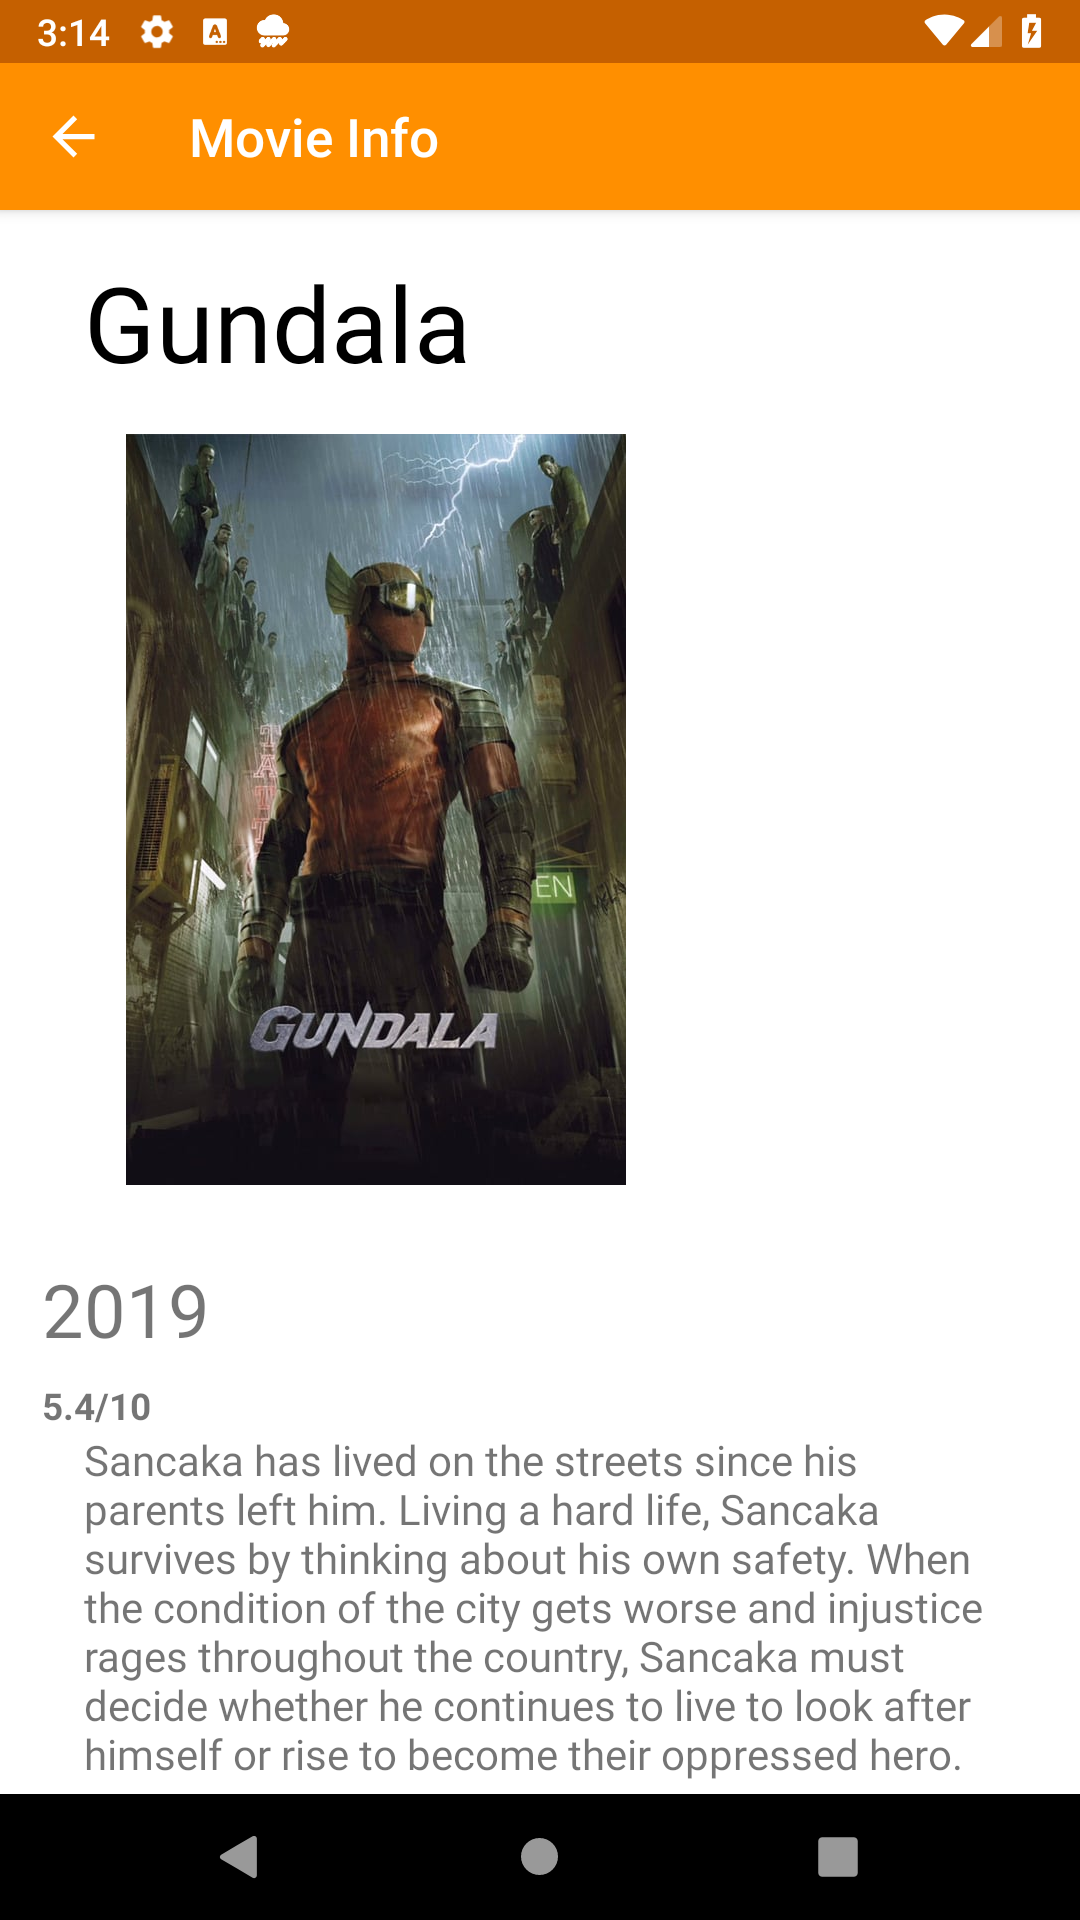 3:14
Movie Info
Gundala
TATT
EN
GUNDALA
2019
5.4/10
Sancaka has lived on the streets since his
parents left him. Living a hard life, Sancaka
survives by thinking about his own safety. When
the condition of the city gets worse and injustice
rages throughout the country, Sancaka must
decide whether he continues to live to look after
himself or rise to become their oppressed hero.